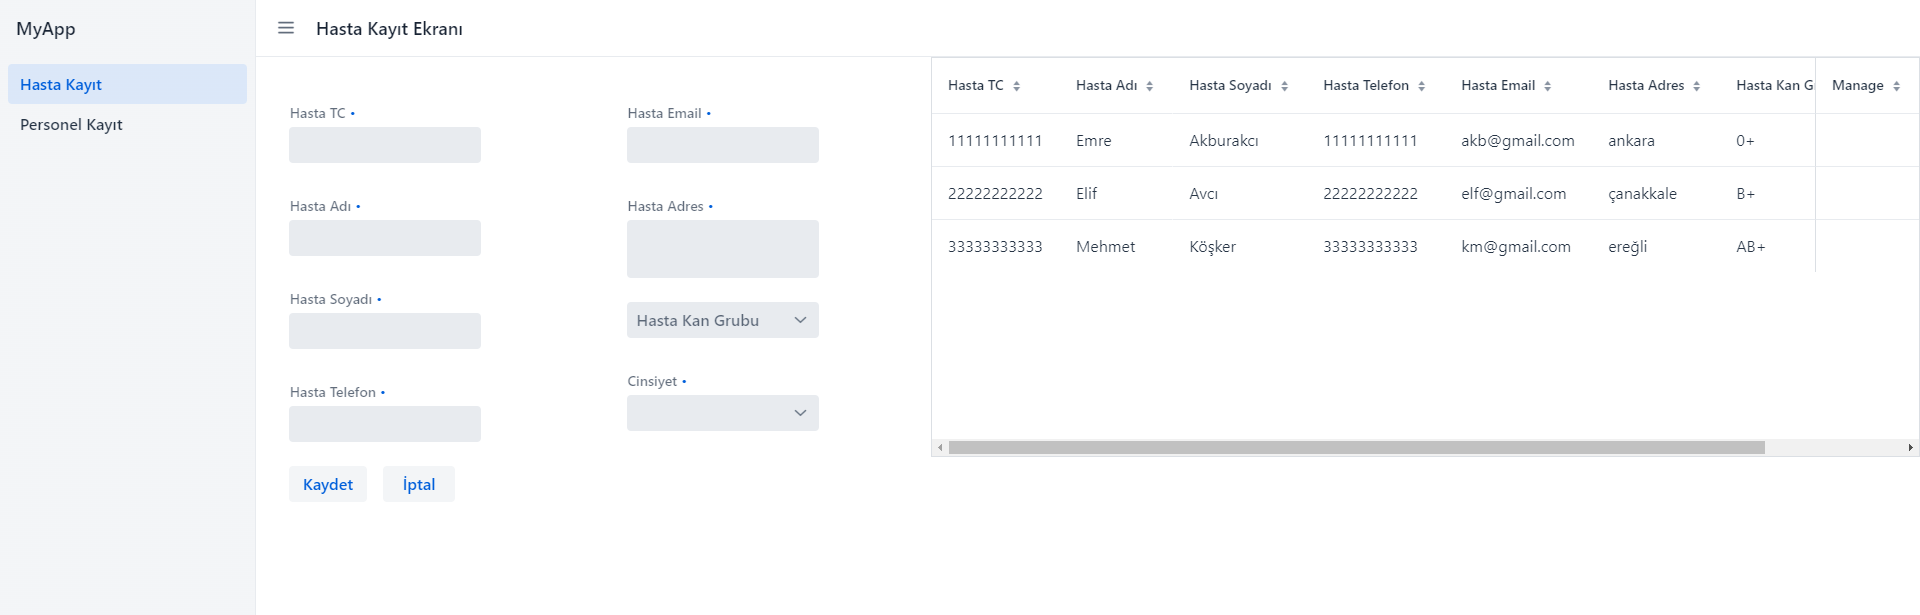 MyApp
Hasta Kayıt Ekranı
Hasta Kayıt
Personel Kayıt
Hasta TC •
Hasta Email •
Hasta Adı •
Hasta Adres •
Hasta Soyadı •
Hasta Kan Grubu
Hasta Telefon •
Cinsiyet •
Kaydet İptal
Hasta TC Hasta Adı Hasta Soyadı Hasta Telefon Hasta Email Hasta Adres Hasta Kan G Manage
11111111111 Emre Akburakcı 11111111111 akb@gmail.com ankara 0+
22222222222 Elif Avcı 22222222222 elf@gmail.com çanakkale B+
33333333333 Mehmet Köşker 33333333333 km@gmail.com ereğli AB+